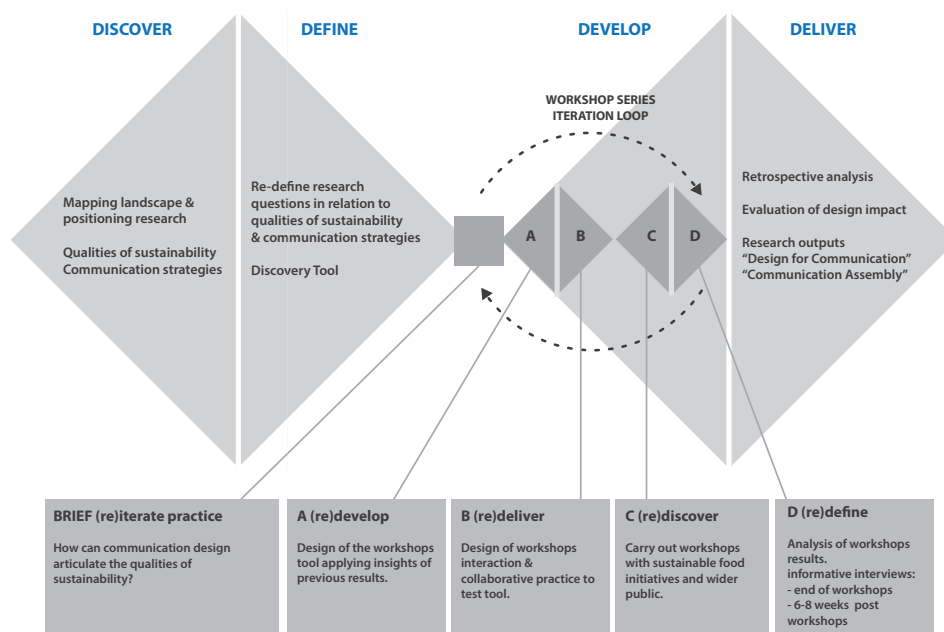 DISCOVER
DEFINE
DEVELOP
DELIVER
WORKSHOP SERIES
ITERATION LOOP
Mapping landscape &
positioning research
Qualities of sustainability
Communication strategies
Re-define research
questions in relation to
qualities of sustainability
& communication strategies
Discovery Tool
A
B
C
D
Retrospective analysis
Evaluation of design impact
Research outputs
“Design for Communication”
“Communication Assembly”
BRIEF (re)iterate practice
How can communication design
articulate the qualities of
sustainability?
A (re)develop
Design of the workshops
tool applying insights of
previous results.
B (re)deliver
Design of workshops
interaction &
collaborative practice to
test tool.
C (re)discover
Carry out workshops
with sustainable food
initiatives and wider
public.
D (re)define
Analysis of workshops
results.
informative interviews:
- end of workshops
- 6-8 weeks post
workshops